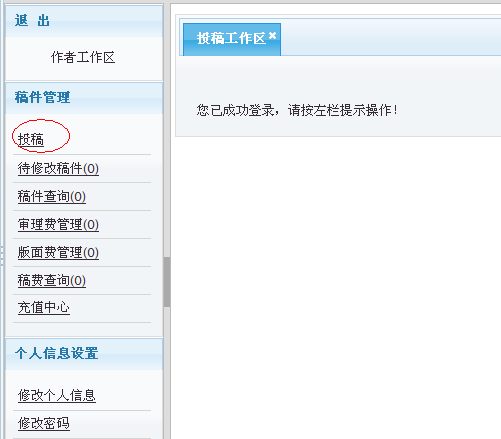 退 出
作者工作区
稿件管理
投稿
待修改稿件(0)
稿件查询(0)
审理费管理(0)
版面费管理(0)
稿费查询(0)
充值中心
个人信息设置
修改个人信息
修改密码
投稿工作区
您已成功登录，请按左栏提示操作！